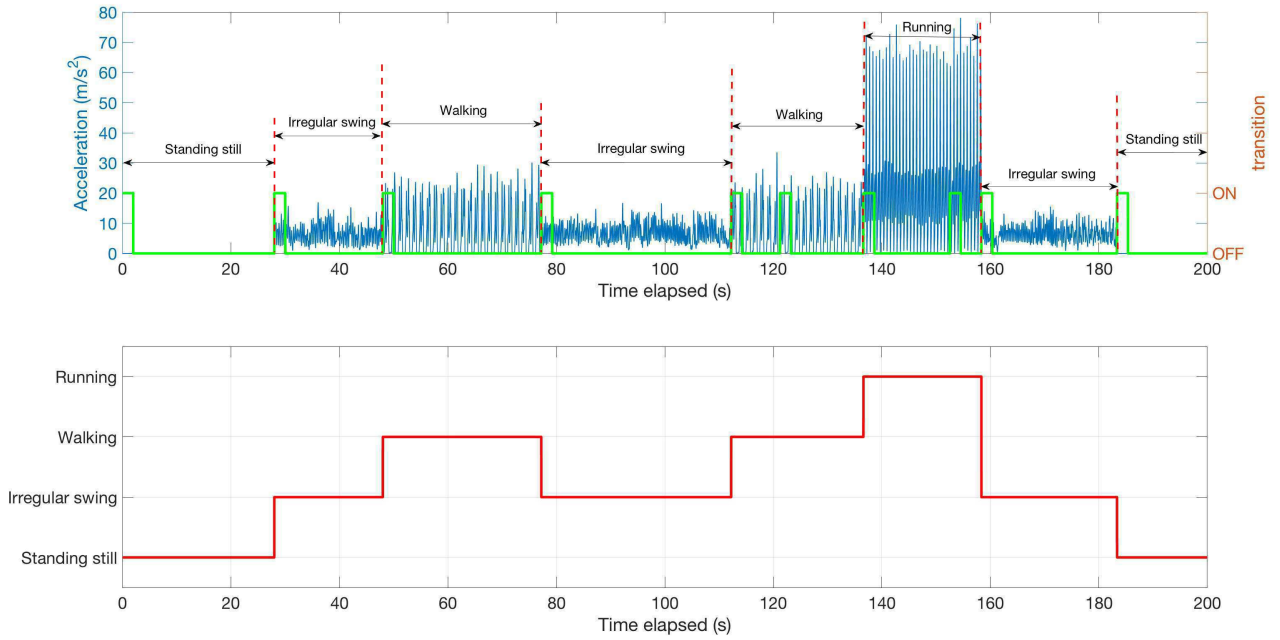 80
70
60
50
40
30
20
10
0
Acceleration (m/s²)
Standing still
Irregular swing
Walking
Irregular swing
Walking
Running
Irregular swing
Standing still
ON
OFF
transition
0 20 40 60 80 100 120 140 160 180 200
Time elapsed (s)
Running
Walking
Irregular swing
Standing still
0 20 40 60 80 100 120 140 160 180 200
Time elapsed (s)